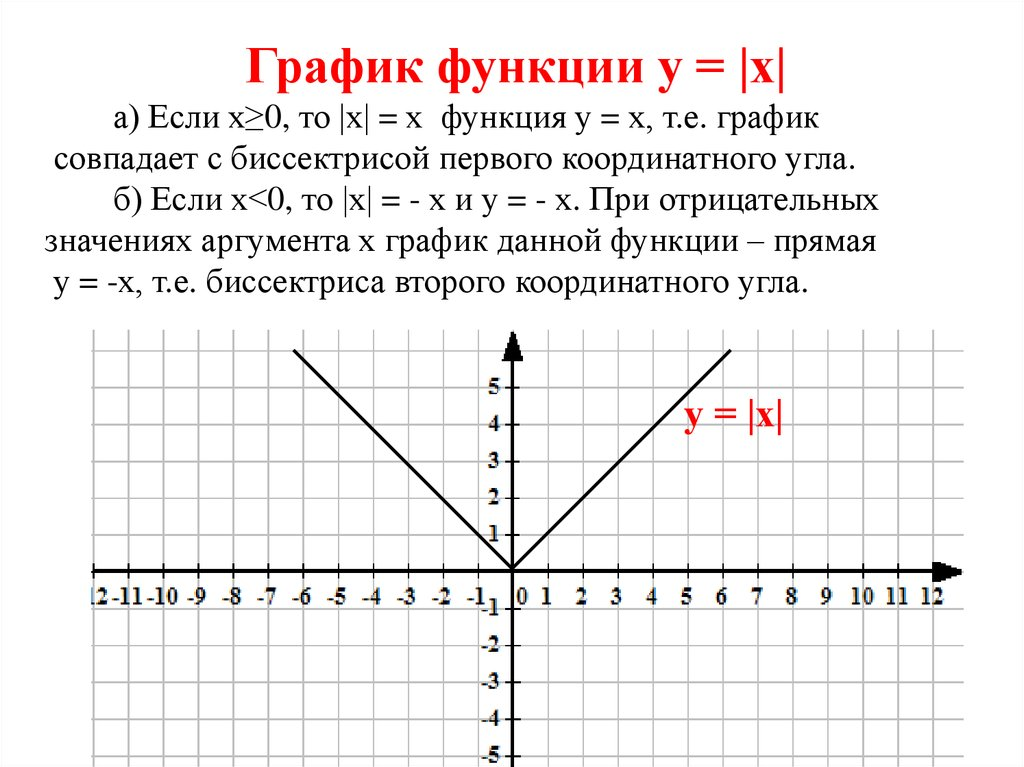 График функции y = |x|
а) Если x≥0, то |x| = x функция y = x, т.е. график
совпадает с биссектрисой первого координатного угла.
б) Если x<0, то |x| = - x и y = - x. При отрицательных
значениях аргумента x график данной функции – прямая
y = -x, т.е. биссектриса второго координатного угла.
5
y = |x|
4
3
2
1
12 -11 -10 -9 -8 -7 -6 -5 -4 -3 -2 -1 0 1 2 3 4 5 6 7 8 9 10 11 12
-1
-2
-3
-4
-5